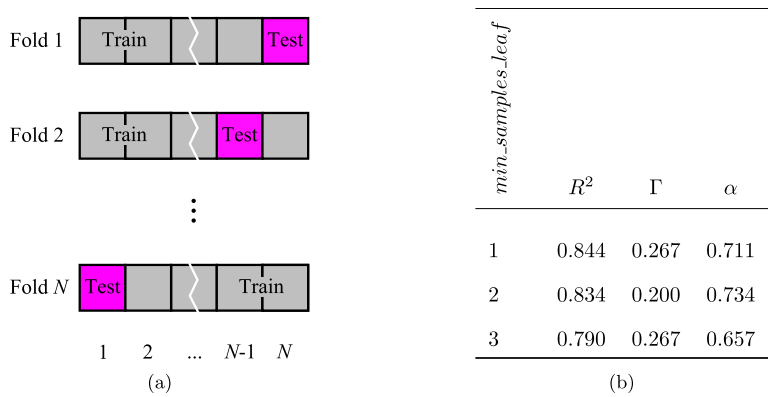 Fold 1 Train Test
Fold 2 Train Test
⋮
Fold N Test Train
1 2 ... N-1 N
(a)
min_samples_leaf R² Γ α
1 0.844 0.267 0.711
2 0.834 0.200 0.734
3 0.790 0.267 0.657
(b)